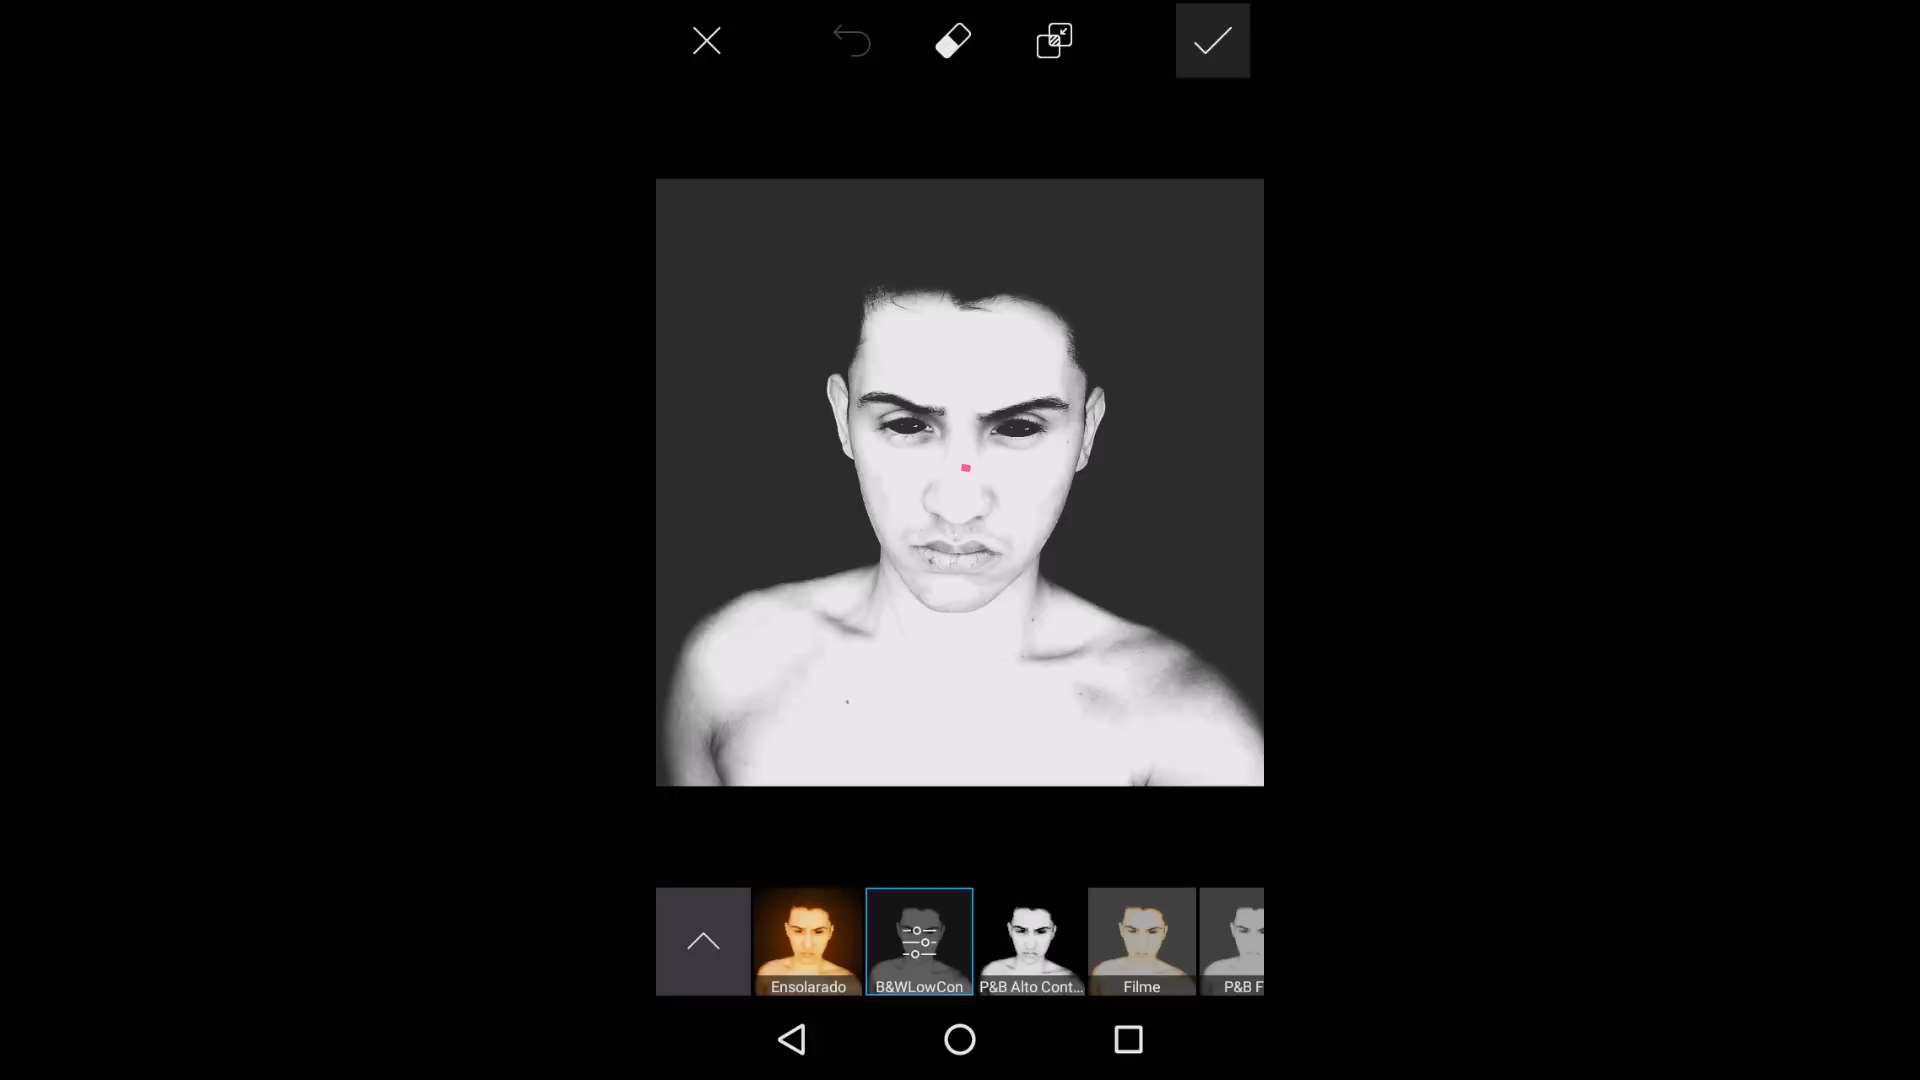 Ensolarado
B&WLowCon
P&B Alto Cont...
Filme
P&B F